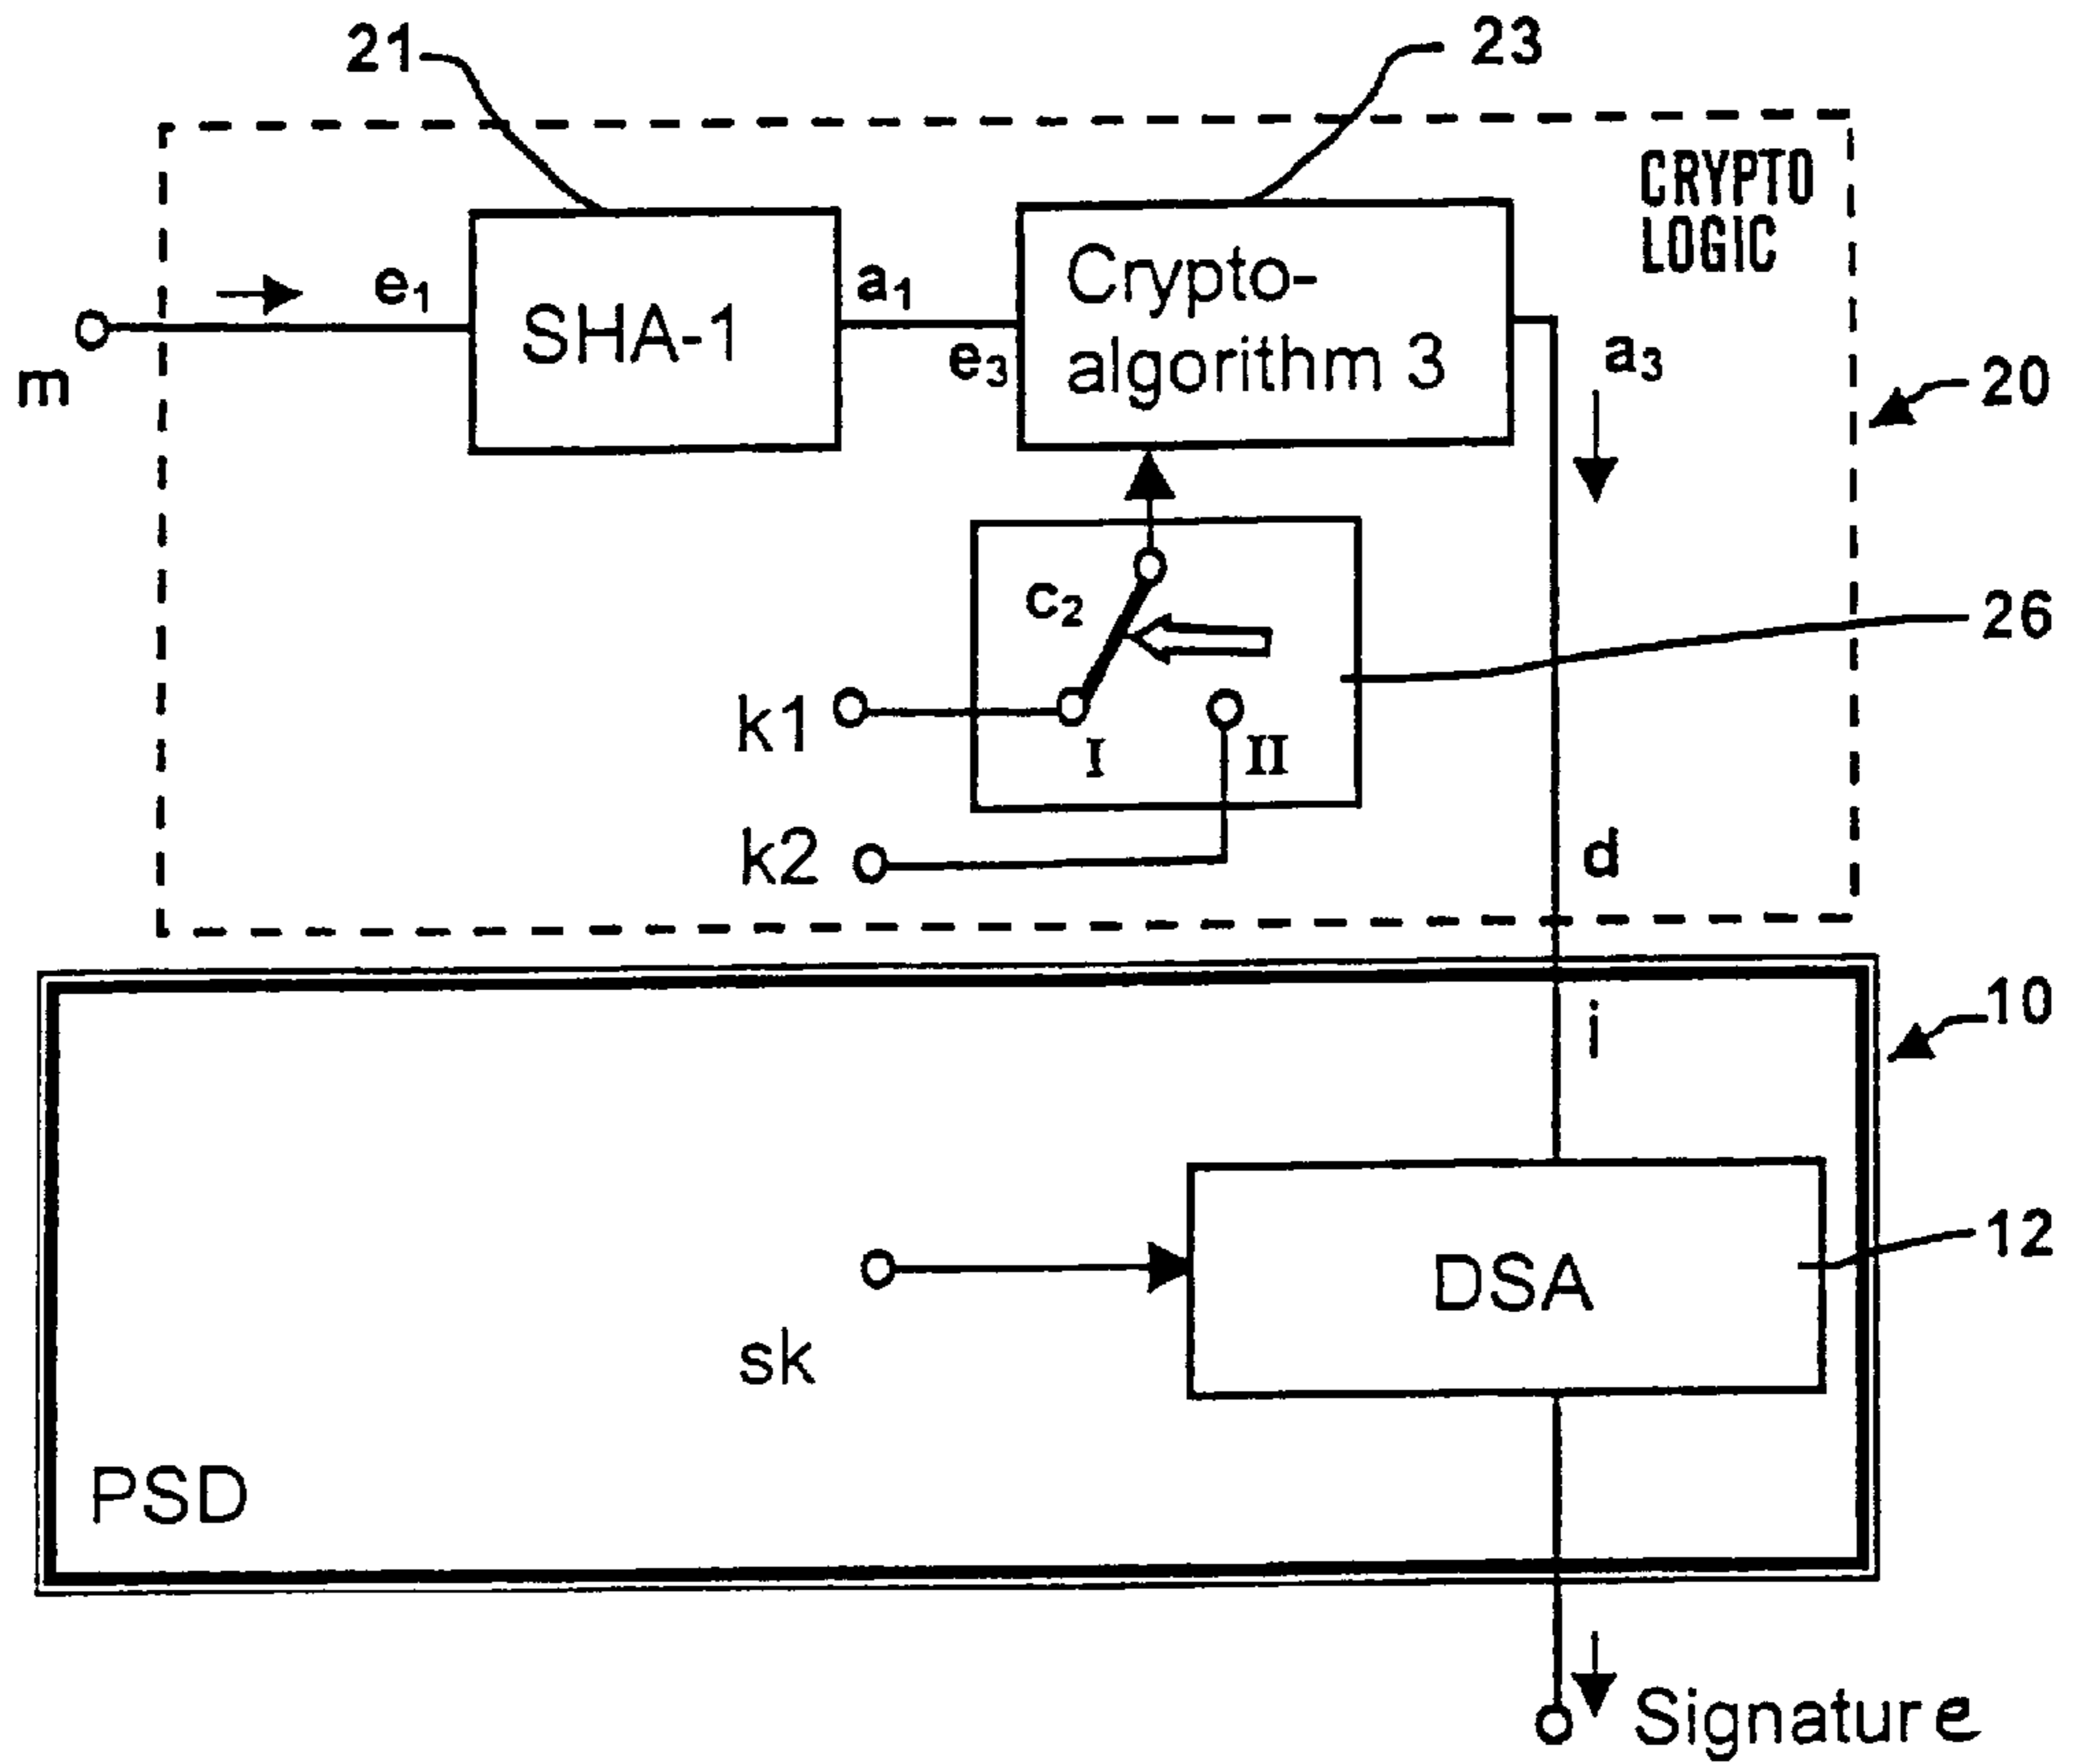 21
23
CRYPTO
LOGIC
e1
SHA-1
a1
e3
Crypto-
algorithm 3
a3
m
20
c2
26
k1
I
II
k2
d
10
i
12
DSA
sk
PSD
Signature